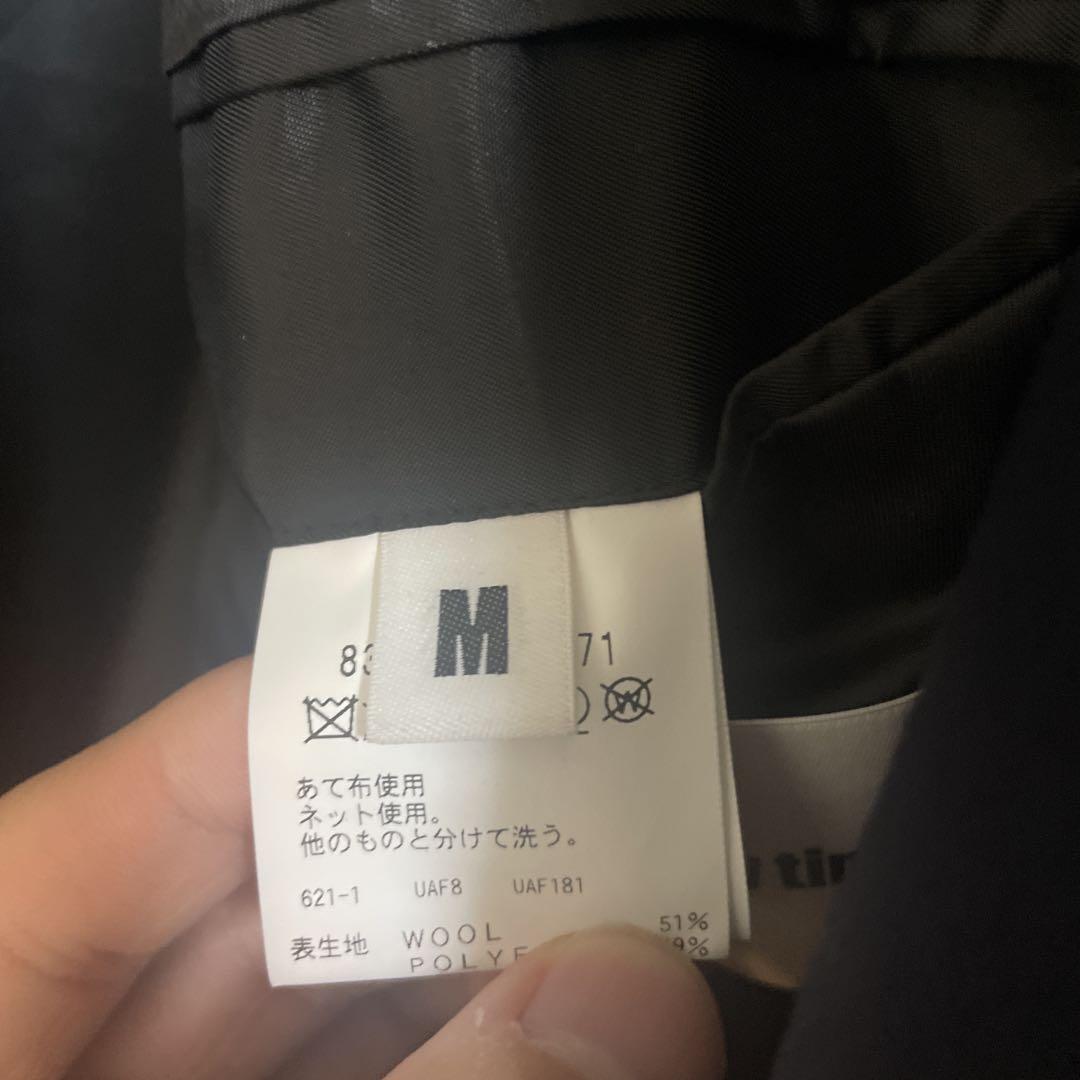 M
71
あて布使用
ネット使用。
他のものと分けて洗う。
621-1 UAF8 UAF181
表生地 WOOL 51%